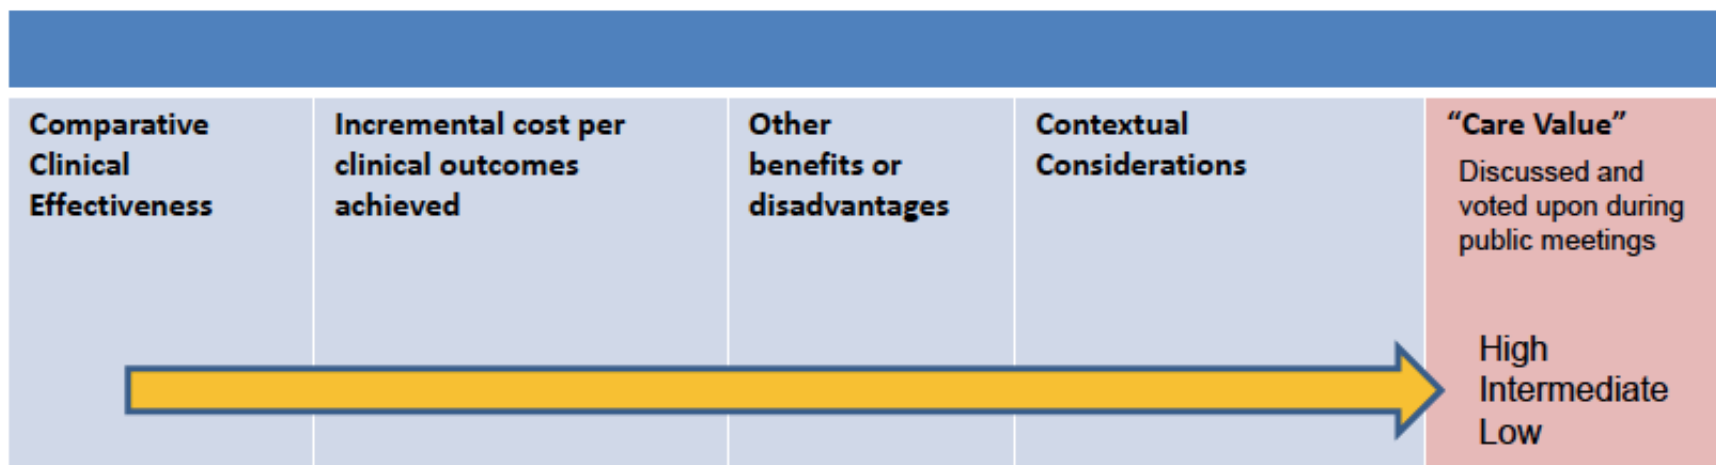 Comparative
Clinical
Effectiveness
Incremental cost per
clinical outcomes
achieved
Other
benefits or
disadvantages
Contextual
Considerations
“Care Value”
Discussed and
voted upon during
public meetings
High
Intermediate
Low